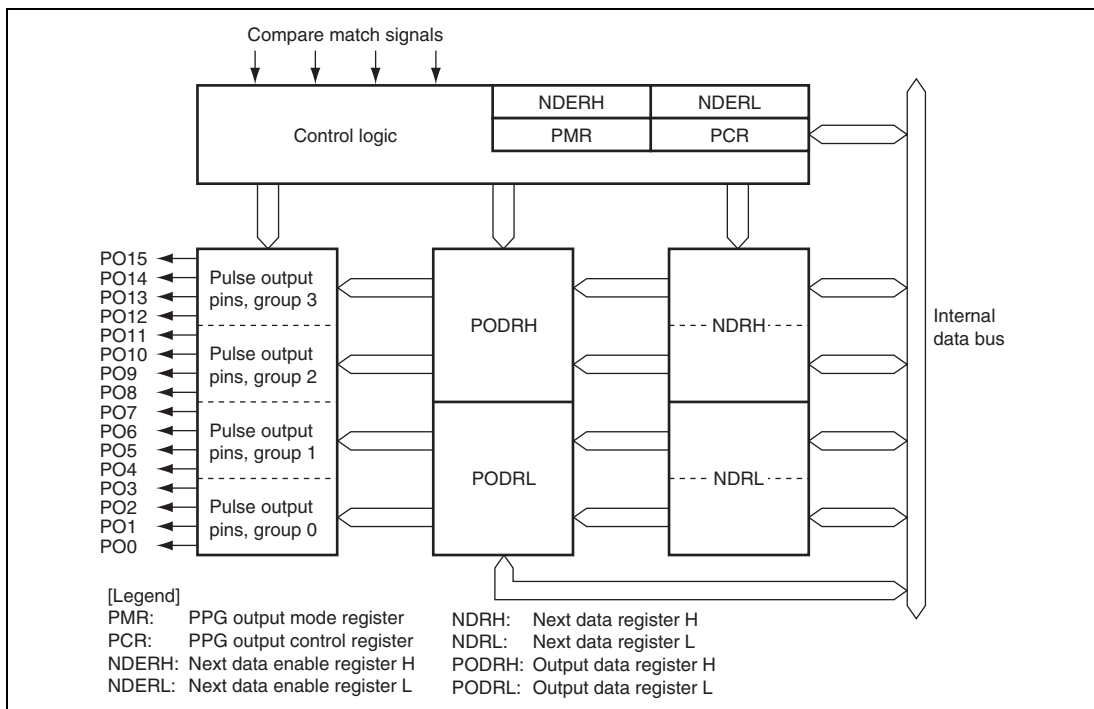 Compare match signals
Control logic
NDERH
NDERL
PMR
PCR
PO15
PO14
PO13
PO12
PO11
PO10
PO9
PO8
PO7
PO6
PO5
PO4
PO3
PO2
PO1
PO0
Pulse output
pins, group 3
Pulse output
pins, group 2
Pulse output
pins, group 1
Pulse output
pins, group 0
PODRH
PODRL
NDRH
NDRL
Internal
data bus
[Legend]
PMR: PPG output mode register
PCR: PPG output control register
NDERH: Next data enable register H
NDERL: Next data enable register L
NDRH: Next data register H
NDRL: Next data register L
PODRH: Output data register H
PODRL: Output data register L